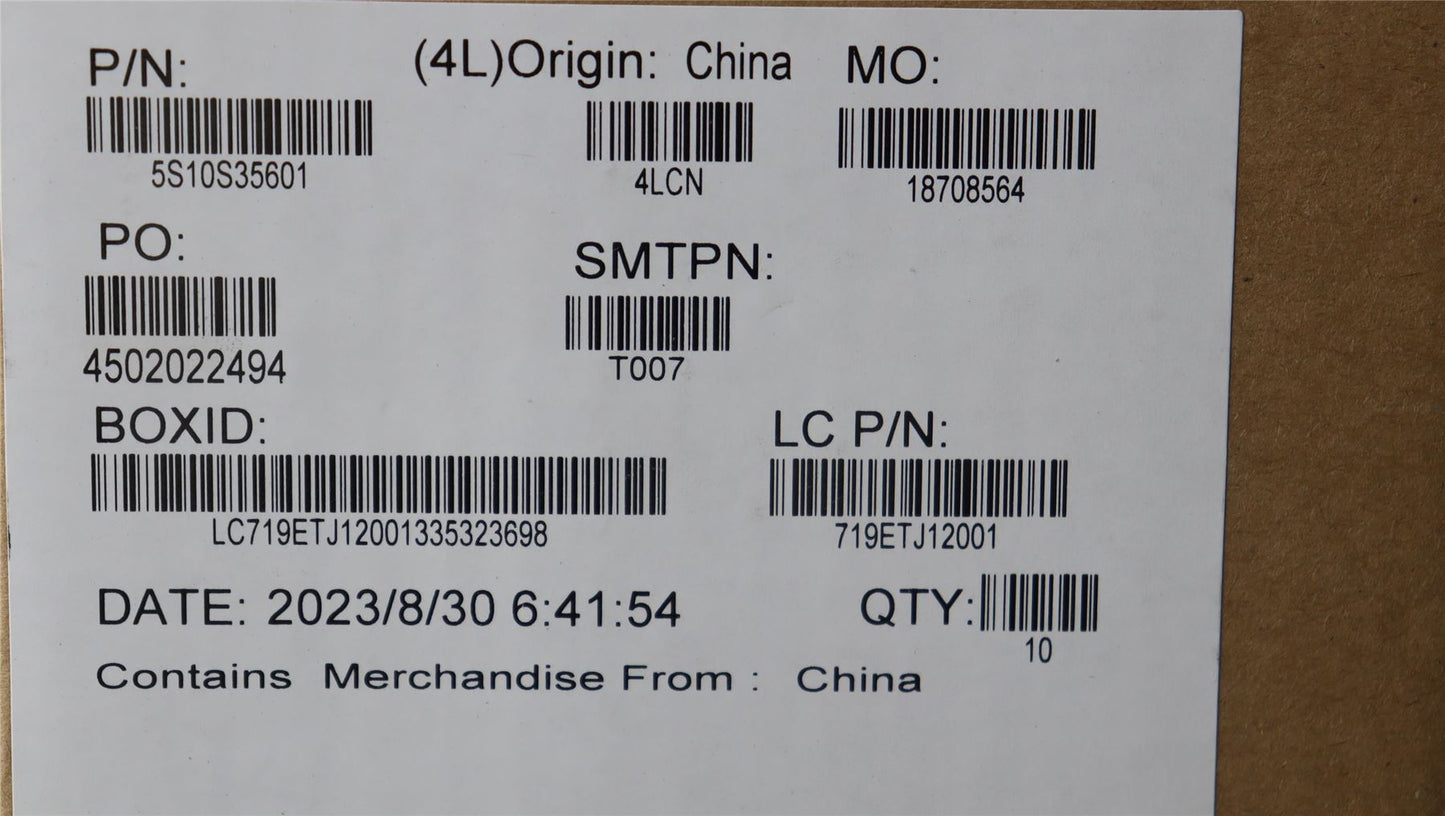 P/N: (4L)Origin: China MO:
5S10S35601 4LCN 18708564
PO: SMTPN:
4502022494 T007
BOXID: LC P/N:
LC719ETJ12001335323698 719ETJ12001
DATE: 2023/8/30 6:41:54 QTY:
10
Contains Merchandise From : China